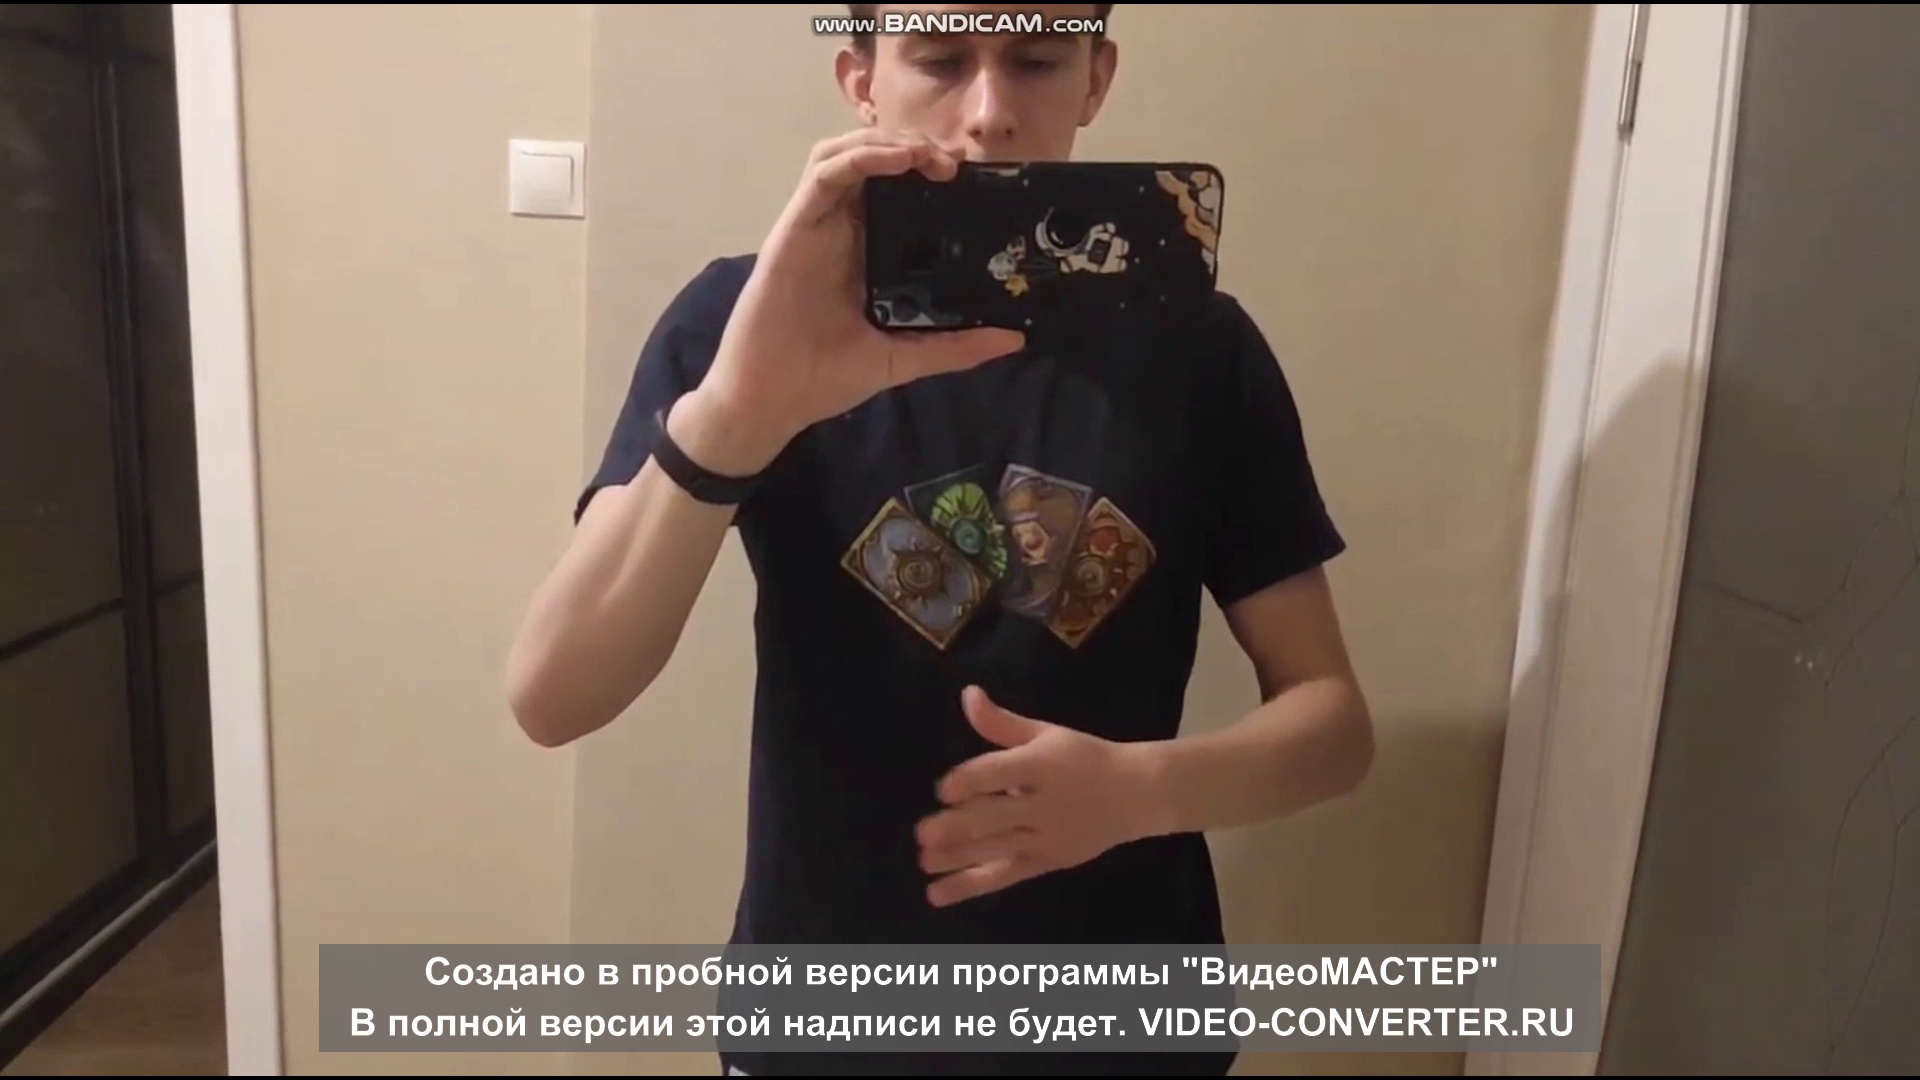 www.BANDICAM.com
Создано в пробной версии программы "ВидеоМАСТЕР"
В полной версии этой надписи не будет. VIDEO-CONVERTER.RU